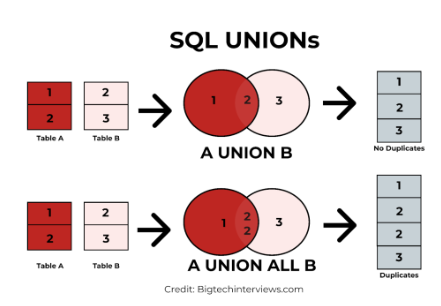 SQL UNIONs
1
2
Table A
2
3
Table B
1 2 3
A UNION B
1
2
3
No Duplicates
1
2
Table A
2
3
Table B
1 2 3
2
A UNION ALL B
1
2
2
3
Duplicates
Credit: Bigtechinterviews.com